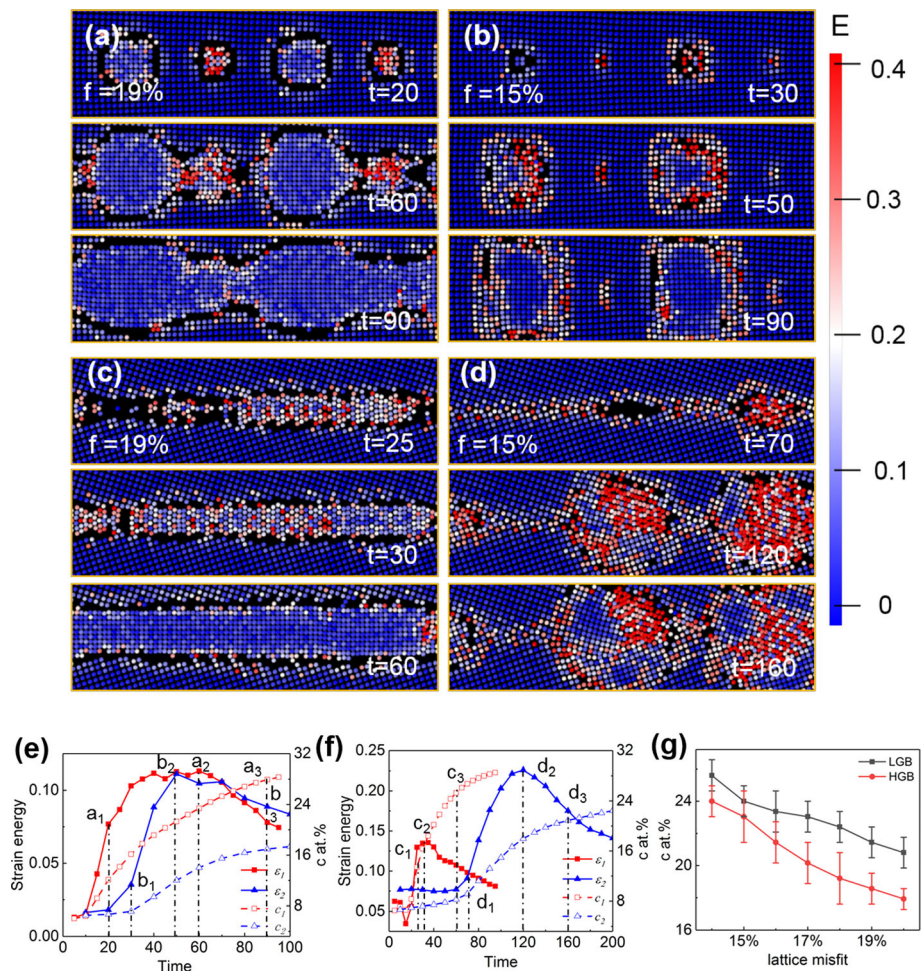 (a)
f =19%
t=20
t=60
t=90
(b)
f =15%
t=30
t=50
t=90
E
0.4
0.3
0.2
0.1
0
(c)
f =19%
t=25
t=30
t=60
(d)
f =15%
t=70
t=120
t=160
(e)
Strain energy
0.10
0.05
0.00
0 20 40 60 80 100
Time
32
24
16
8
c at.%
a₁
b₁
b₂
a₂
a₃
b
3
ε₁
ε₂
c₁
c₂
(f)
Strain energy
0.25
0.20
0.15
0.10
0.05
0 40 80 120 160 200
Time
32
24
16
8
c at.%
c₁
c₂
c₃
d₁
d₂
d₃
ε₁
ε₂
c₁
c₂
(g)
c at.%
24
20
16
15% 17% 19%
lattice misfit
LGB
HGB